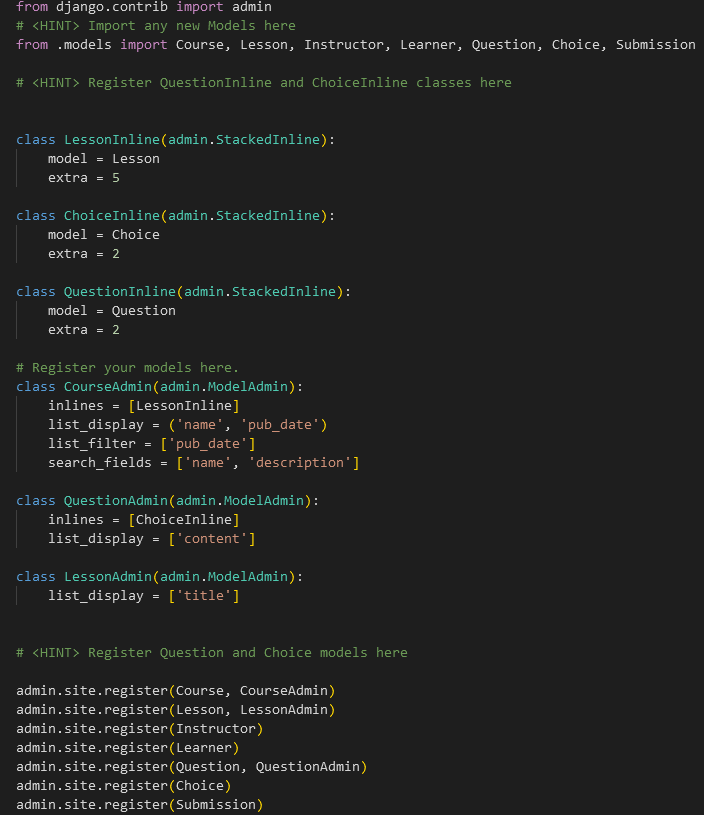 from django.contrib import admin
# <HINT> Import any new Models here
from .models import Course, Lesson, Instructor, Learner, Question, Choice, Submission
# <HINT> Register QuestionInline and ChoiceInline classes here
class LessonInline(admin.StackedInline):
    model = Lesson
    extra = 5
class ChoiceInline(admin.StackedInline):
    model = Choice
    extra = 2
class QuestionInline(admin.StackedInline):
    model = Question
    extra = 2
# Register your models here.
class CourseAdmin(admin.ModelAdmin):
    inlines = [LessonInline]
    list_display = ('name', 'pub_date')
    list_filter = ['pub_date']
    search_fields = ['name', 'description']
class QuestionAdmin(admin.ModelAdmin):
    inlines = [ChoiceInline]
    list_display = ['content']
class LessonAdmin(admin.ModelAdmin):
    list_display = ['title']
# <HINT> Register Question and Choice models here
admin.site.register(Course, CourseAdmin)
admin.site.register(Lesson, LessonAdmin)
admin.site.register(Instructor)
admin.site.register(Learner)
admin.site.register(Question, QuestionAdmin)
admin.site.register(Choice)
admin.site.register(Submission)